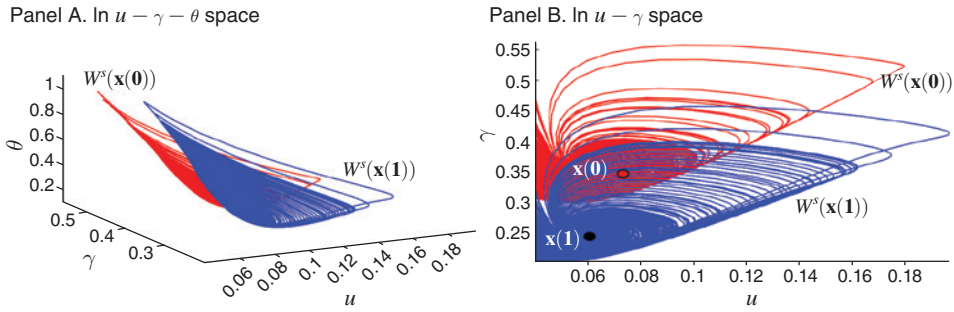 Panel A. ln u − γ − θ space
Panel B. ln u − γ space
W^s(x(0))
1
0.8
0.6
0.4
0.2
θ
W^s(x(1))
0.5
0.4
0.3
γ
0.06
0.08
0.1
0.12
0.14
0.16
0.18
u
0.55
0.5
0.45
0.4
0.35
0.3
0.25
γ
W^s(x(0))
x(0)
W^s(x(1))
x(1)
0.06 0.08 0.1 0.12 0.14 0.16 0.18
u